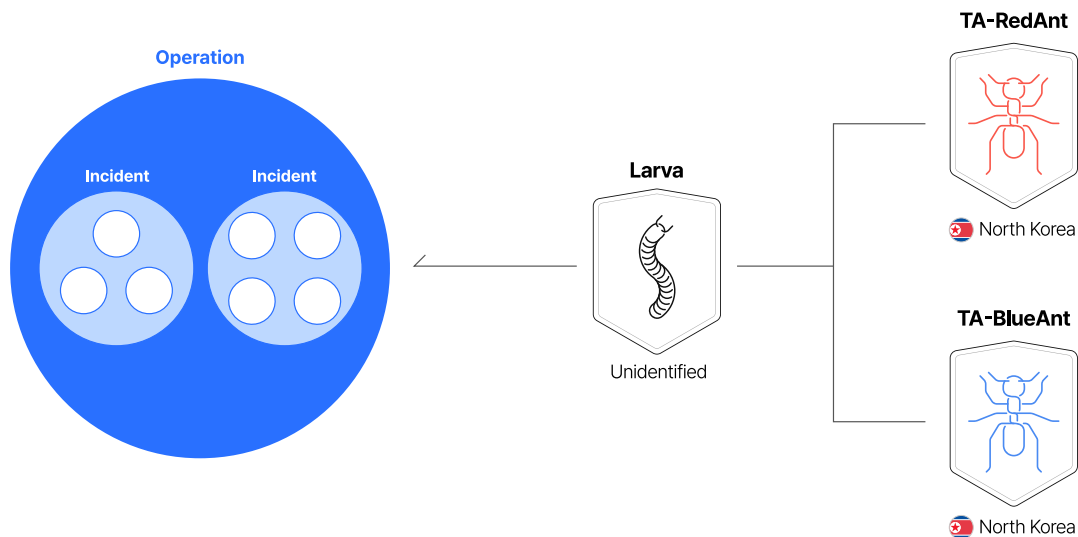 Operation
Incident
Incident
Larva
Unidentified
TA-RedAnt
North Korea
TA-BlueAnt
North Korea